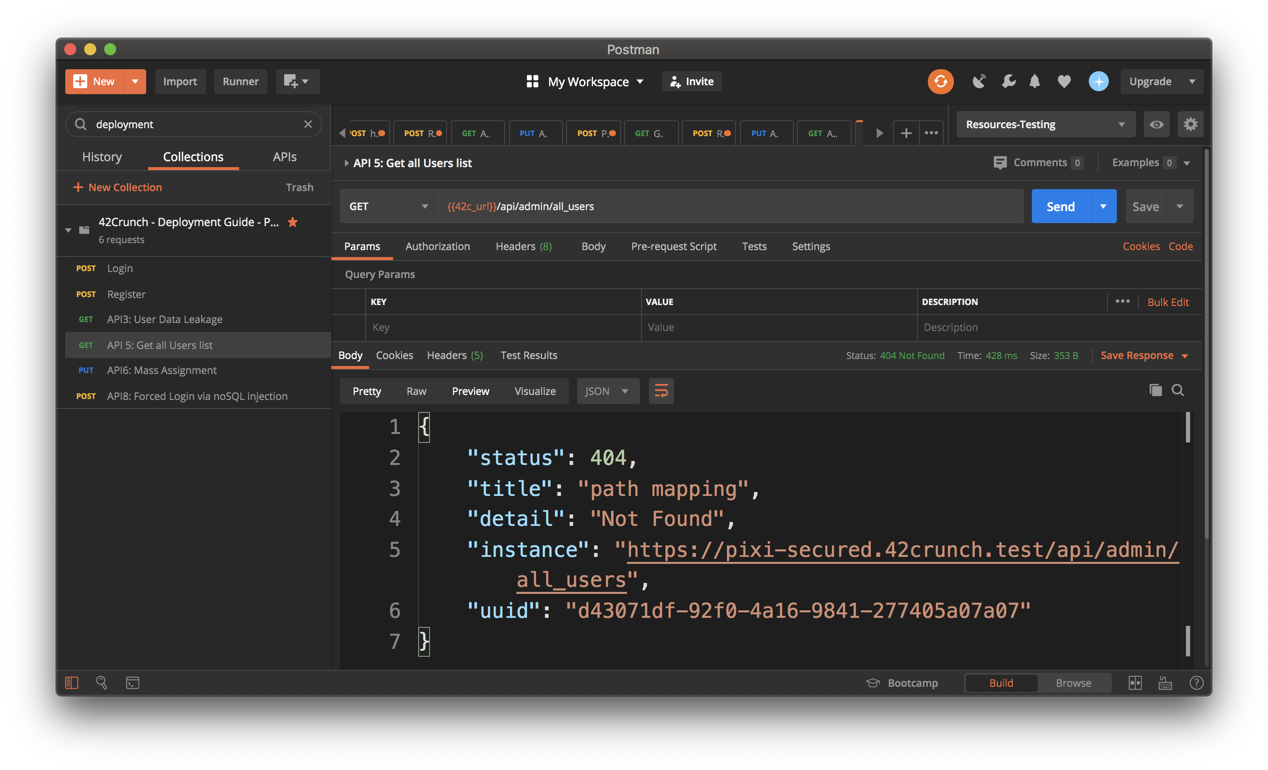 Postman
New
Import
Runner
My Workspace
Invite
Upgrade
deployment
History
Collections
APIs
+ New Collection
Trash
42Crunch - Deployment Guide - P...
6 requests
POST Login
POST Register
GET API3: User Data Leakage
GET API 5: Get all Users list
PUT API6: Mass Assignment
POST API8: Forced Login via noSQL injection
OST h.
POST R.
GET A..
PUT A.
POST P.
GET G.
POST R.
PUT A.
GET A..
Resources-Testing
API 5: Get all Users list
Comments 0
Examples 0
GET
{{42c_url}}/api/admin/all_users
Send
Save
Params
Authorization
Headers (8)
Body
Pre-request Script
Tests
Settings
Cookies
Code
Query Params
KEY
VALUE
DESCRIPTION
Bulk Edit
Key
Value
Description
Body
Cookies
Headers (5)
Test Results
Status: 404 Not Found
Time: 428 ms
Size: 353 B
Save Response
Pretty
Raw
Preview
Visualize
JSON
1 {
2 "status": 404,
3 "title": "path mapping",
4 "detail": "Not Found",
5 "instance": "https://pixi-secured.42crunch.test/api/admin/
all_users",
6 "uuid": "d43071df-92f0-4a16-9841-277405a07a07"
7 }
Bootcamp
Build
Browse